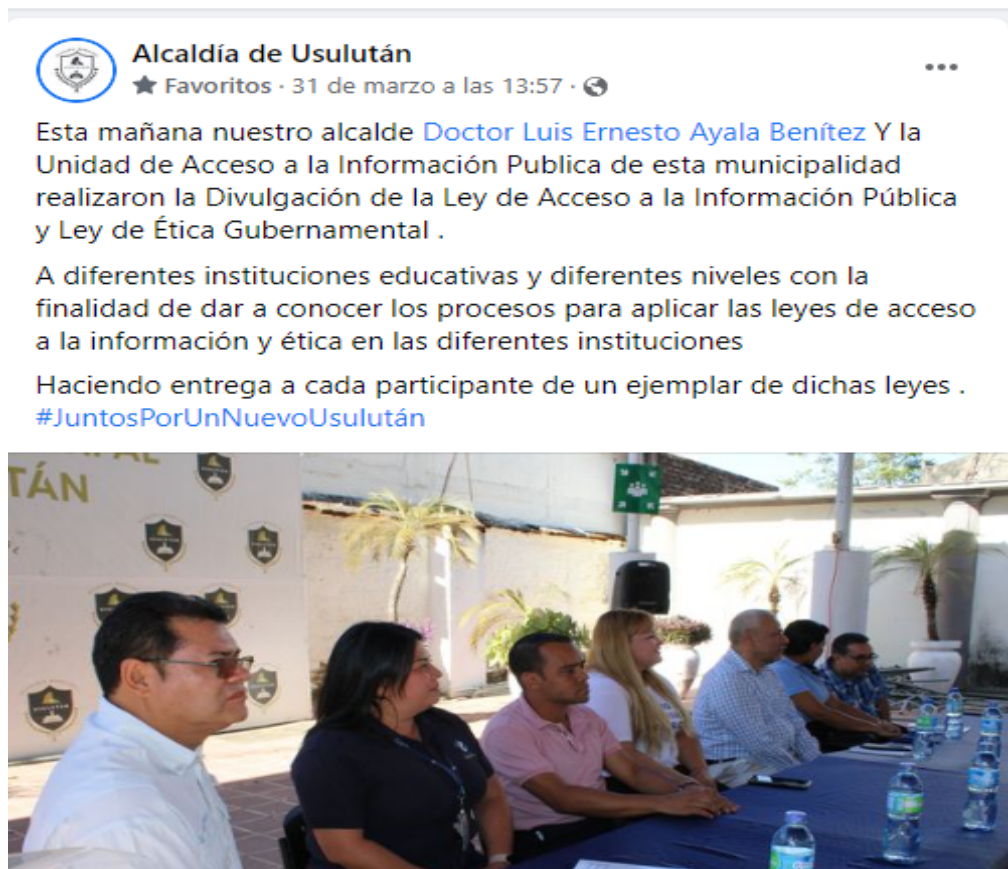 Alcaldía de Usulután
Favoritos · 31 de marzo a las 13:57 ·
Esta mañana nuestro alcalde Doctor Luis Ernesto Ayala Benítez Y la
Unidad de Acceso a la Información Publica de esta municipalidad
realizaron la Divulgación de la Ley de Acceso a la Información Pública
y Ley de Ética Gubernamental .
A diferentes instituciones educativas y diferentes niveles con la
finalidad de dar a conocer los procesos para aplicar las leyes de acceso
a la información y ética en las diferentes instituciones
Haciendo entrega a cada participante de un ejemplar de dichas leyes .
#JuntosPorUnNuevoUsulután
TÁN